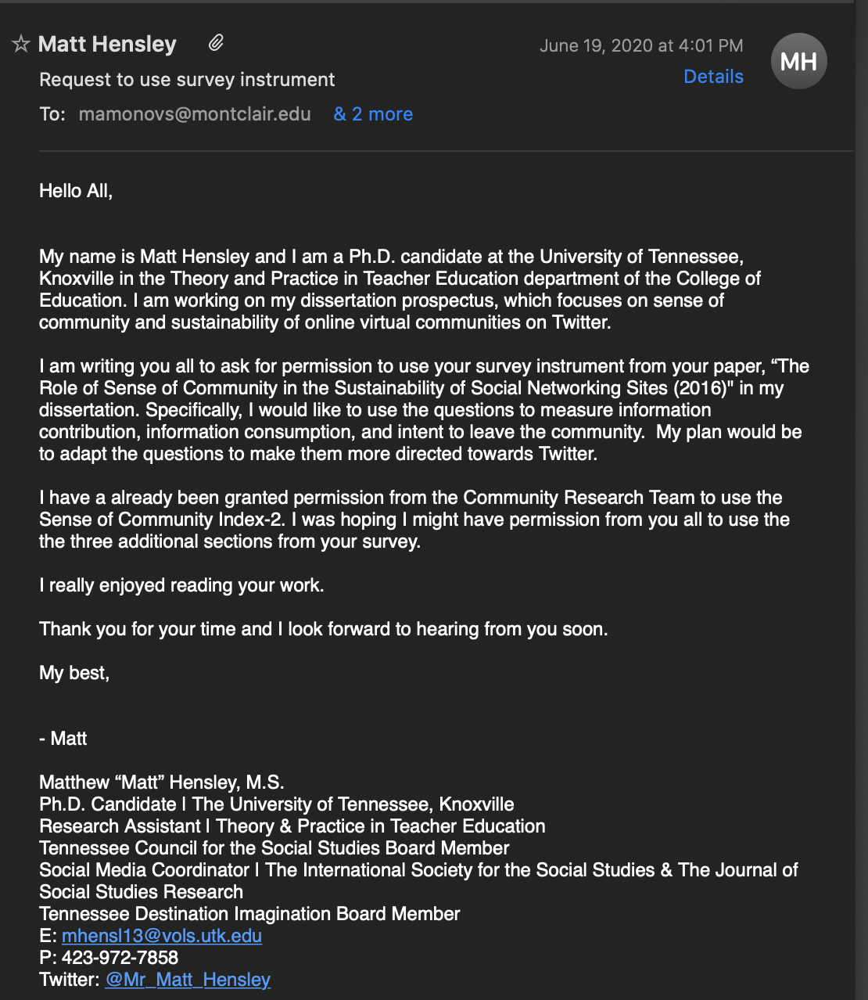 Matt Hensley
June 19, 2020 at 4:01 PM
MH
Request to use survey instrument
Details
To: mamonovs@montclair.edu & 2 more
Hello All,
My name is Matt Hensley and I am a Ph.D. candidate at the University of Tennessee,
Knoxville in the Theory and Practice in Teacher Education department of the College of
Education. I am working on my dissertation prospectus, which focuses on sense of
community and sustainability of online virtual communities on Twitter.
I am writing you all to ask for permission to use your survey instrument from your paper, “The
Role of Sense of Community in the Sustainability of Social Networking Sites (2016)" in my
dissertation. Specifically, I would like to use the questions to measure information
contribution, information consumption, and intent to leave the community.  My plan would be
to adapt the questions to make them more directed towards Twitter.
I have a already been granted permission from the Community Research Team to use the
Sense of Community Index-2. I was hoping I might have permission from you all to use the
the three additional sections from your survey.
I really enjoyed reading your work.
Thank you for your time and I look forward to hearing from you soon.
My best,
- Matt
Matthew “Matt” Hensley, M.S.
Ph.D. Candidate | The University of Tennessee, Knoxville
Research Assistant | Theory & Practice in Teacher Education
Tennessee Council for the Social Studies Board Member
Social Media Coordinator | The International Society for the Social Studies & The Journal of
Social Studies Research
Tennessee Destination Imagination Board Member
E: mhensl13@vols.utk.edu
P: 423-972-7858
Twitter: @Mr_Matt_Hensley